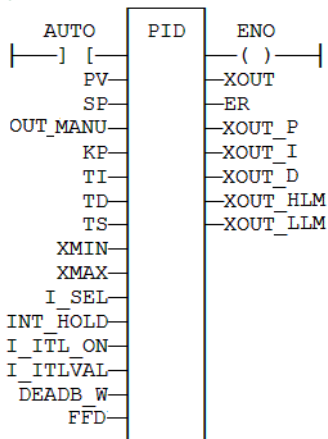 AUTO PID ENO
] [ ( )
PV XOUT
SP ER
OUT_MANU XOUT_P
KP XOUT_I
TI XOUT_D
TD XOUT_HLM
TS XOUT_LLM
XMIN
XMAX
I_SEL
INT_HOLD
I_ITL_ON
I_ITLVAL
DEADB_W
FFD